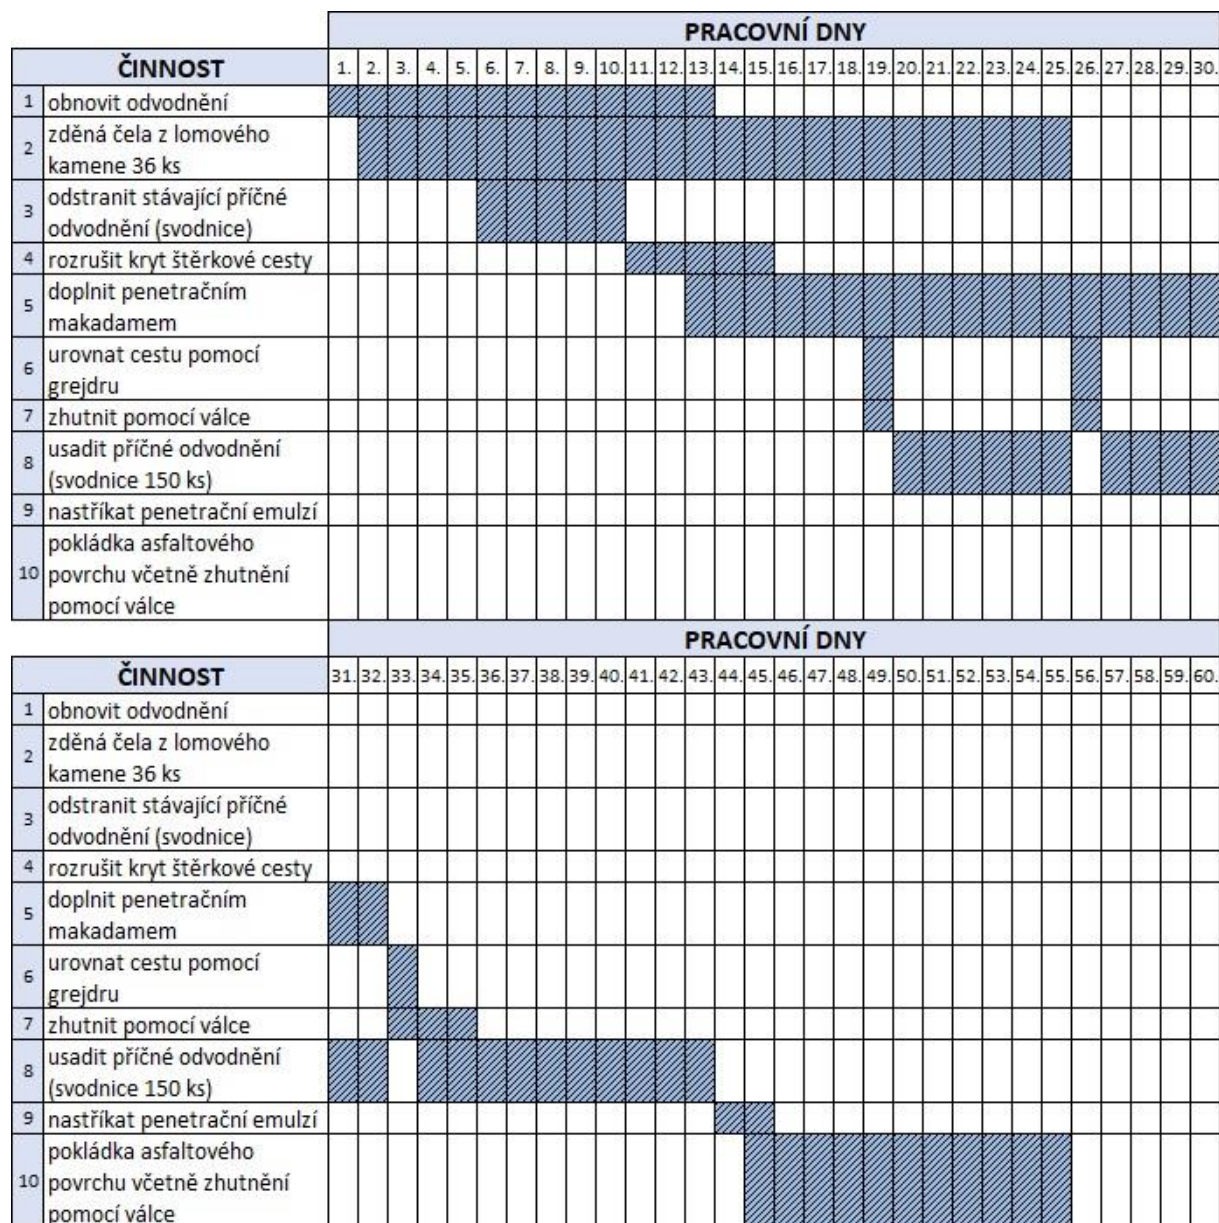 PRACOVNÍ DNY
ČINNOST 1. 2. 3. 4. 5. 6. 7. 8. 9. 10. 11. 12. 13. 14. 15. 16. 17. 18. 19. 20. 21. 22. 23. 24. 25. 26. 27. 28. 29. 30.
1 obnovit odvodnění
zděná čela z lomového
2
kamene 36 ks
odstranit stávající příčné
3
odvodnění (svodnice)
4 rozrušit kryt štěrkové cesty
doplnit penetračním
5
makadamem
urovnat cestu pomocí
6
grejdru
7 zhutnit pomocí válce
usadit příčné odvodnění
8
(svodnice 150 ks)
9 nastříkat penetrační emulzí
pokládka asfaltového
10 povrchu včetně zhutnění
pomocí válce
PRACOVNÍ DNY
ČINNOST 31. 32. 33. 34. 35. 36. 37. 38. 39. 40. 41. 42. 43. 44. 45. 46. 47. 48. 49. 50. 51. 52. 53. 54. 55. 56. 57. 58. 59. 60.
1 obnovit odvodnění
zděná čela z lomového
2
kamene 36 ks
odstranit stávající příčné
3
odvodnění (svodnice)
4 rozrušit kryt štěrkové cesty
doplnit penetračním
5
makadamem
urovnat cestu pomocí
6
grejdru
7 zhutnit pomocí válce
usadit příčné odvodnění
8
(svodnice 150 ks)
9 nastříkat penetrační emulzí
pokládka asfaltového
10 povrchu včetně zhutnění
pomocí válce